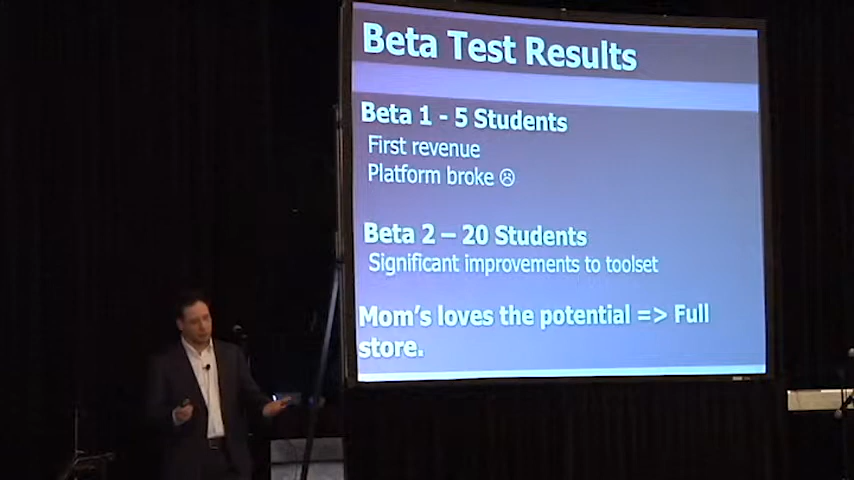 Beta Test Results
Beta 1 - 5 Students
First revenue
Platform broke ☹
Beta 2 – 20 Students
Significant improvements to toolset
Mom's loves the potential => Full
store.